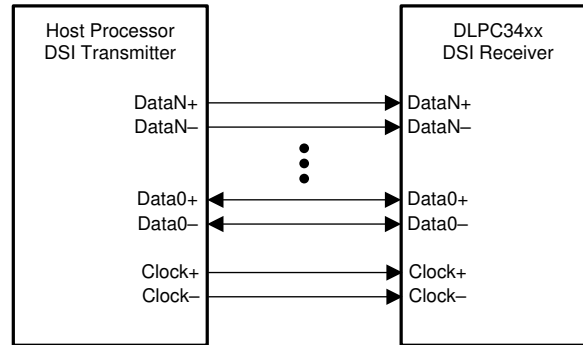 Host Processor
DSI Transmitter
DLPC34xx
DSI Receiver
DataN+
DataN+
DataN–
DataN–
Data0+
Data0+
Data0–
Data0–
Clock+
Clock+
Clock–
Clock–